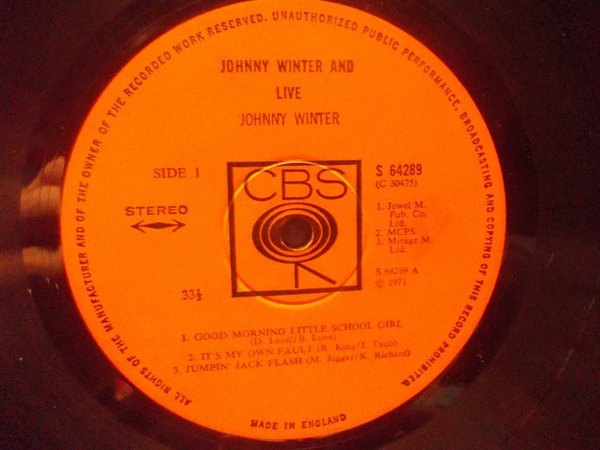 ALL RIGHTS OF THE MANUFACTURER AND OF THE OWNER OF THE RECORDED WORK RESERVED. UNAUTHORIZED PUBLIC PERFORMANCE, BROADCASTING AND COPYING OF THIS RECORD PROHIBITED
JOHNNY WINTER AND
LIVE
JOHNNY WINTER
SIDE 1
STEREO
33⅓
CBS
S 64289
(C 30475)
1. Jewel M.
Pub. Co.
Ltd.
2. MCPS
3. Mirage M.
Ltd.
S 64289 A
℗ 1971
1. GOOD MORNING LITTLE SCHOOL GIRL
(D. Level/B. Love)
2. IT'S MY OWN FAULT (R. King/J. Taub)
3. JUMPIN' JACK FLASH (M. Jagger/K. Richard)
MADE IN ENGLAND